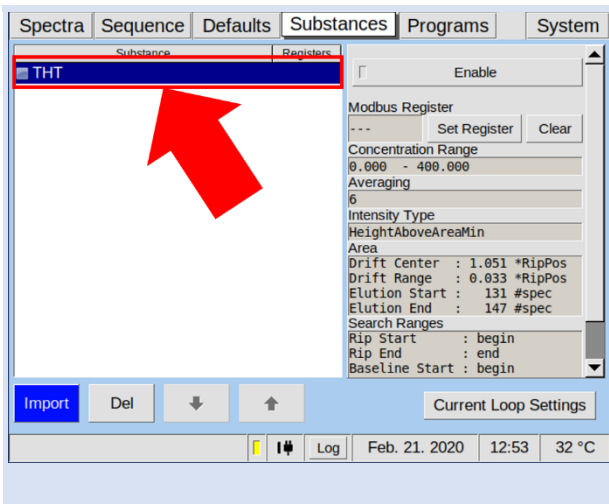 Spectra Sequence Defaults Substances Programs System
Substance Registers
THT
Enable
Modbus Register
--- Set Register Clear
Concentration Range
0.000 - 400.000
Averaging
6
Intensity Type
HeightAboveAreaMin
Area
Drift Center : 1.051 *RipPos
Drift Range : 0.033 *RipPos
Elution Start : 131 #spec
Elution End : 147 #spec
Search Ranges
Rip Start : begin
Rip End : end
Baseline Start : begin
Import Del Current Loop Settings
Log Feb. 21. 2020 12:53 32 °C